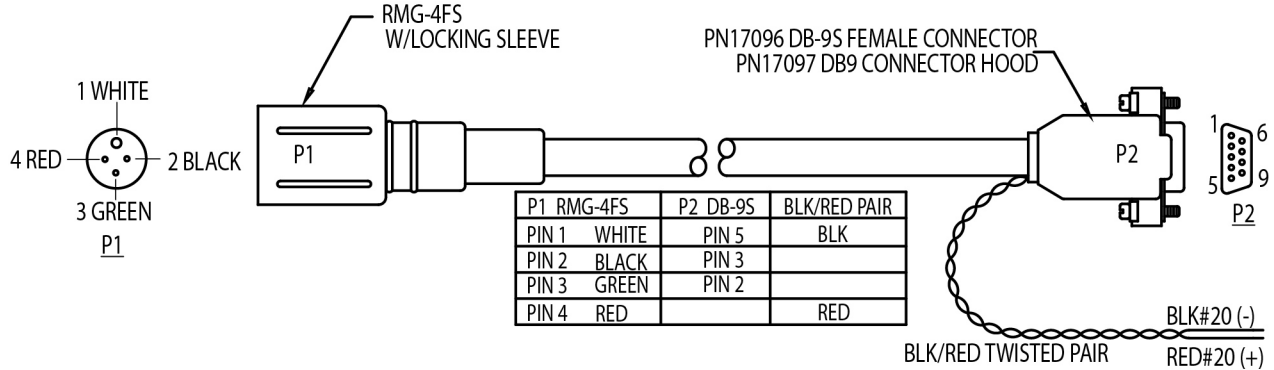 RMG-4FS
W/LOCKING SLEEVE
PN17096 DB-9S FEMALE CONNECTOR
PN17097 DB9 CONNECTOR HOOD
1 WHITE
4 RED
2 BLACK
3 GREEN
P1
P1
P2
1
6
5
9
P2
P1 RMG-4FS P2 DB-9S BLK/RED PAIR
PIN 1 WHITE PIN 5 BLK
PIN 2 BLACK PIN 3
PIN 3 GREEN PIN 2
PIN 4 RED RED
BLK/RED TWISTED PAIR
BLK#20 (-)
RED#20 (+)